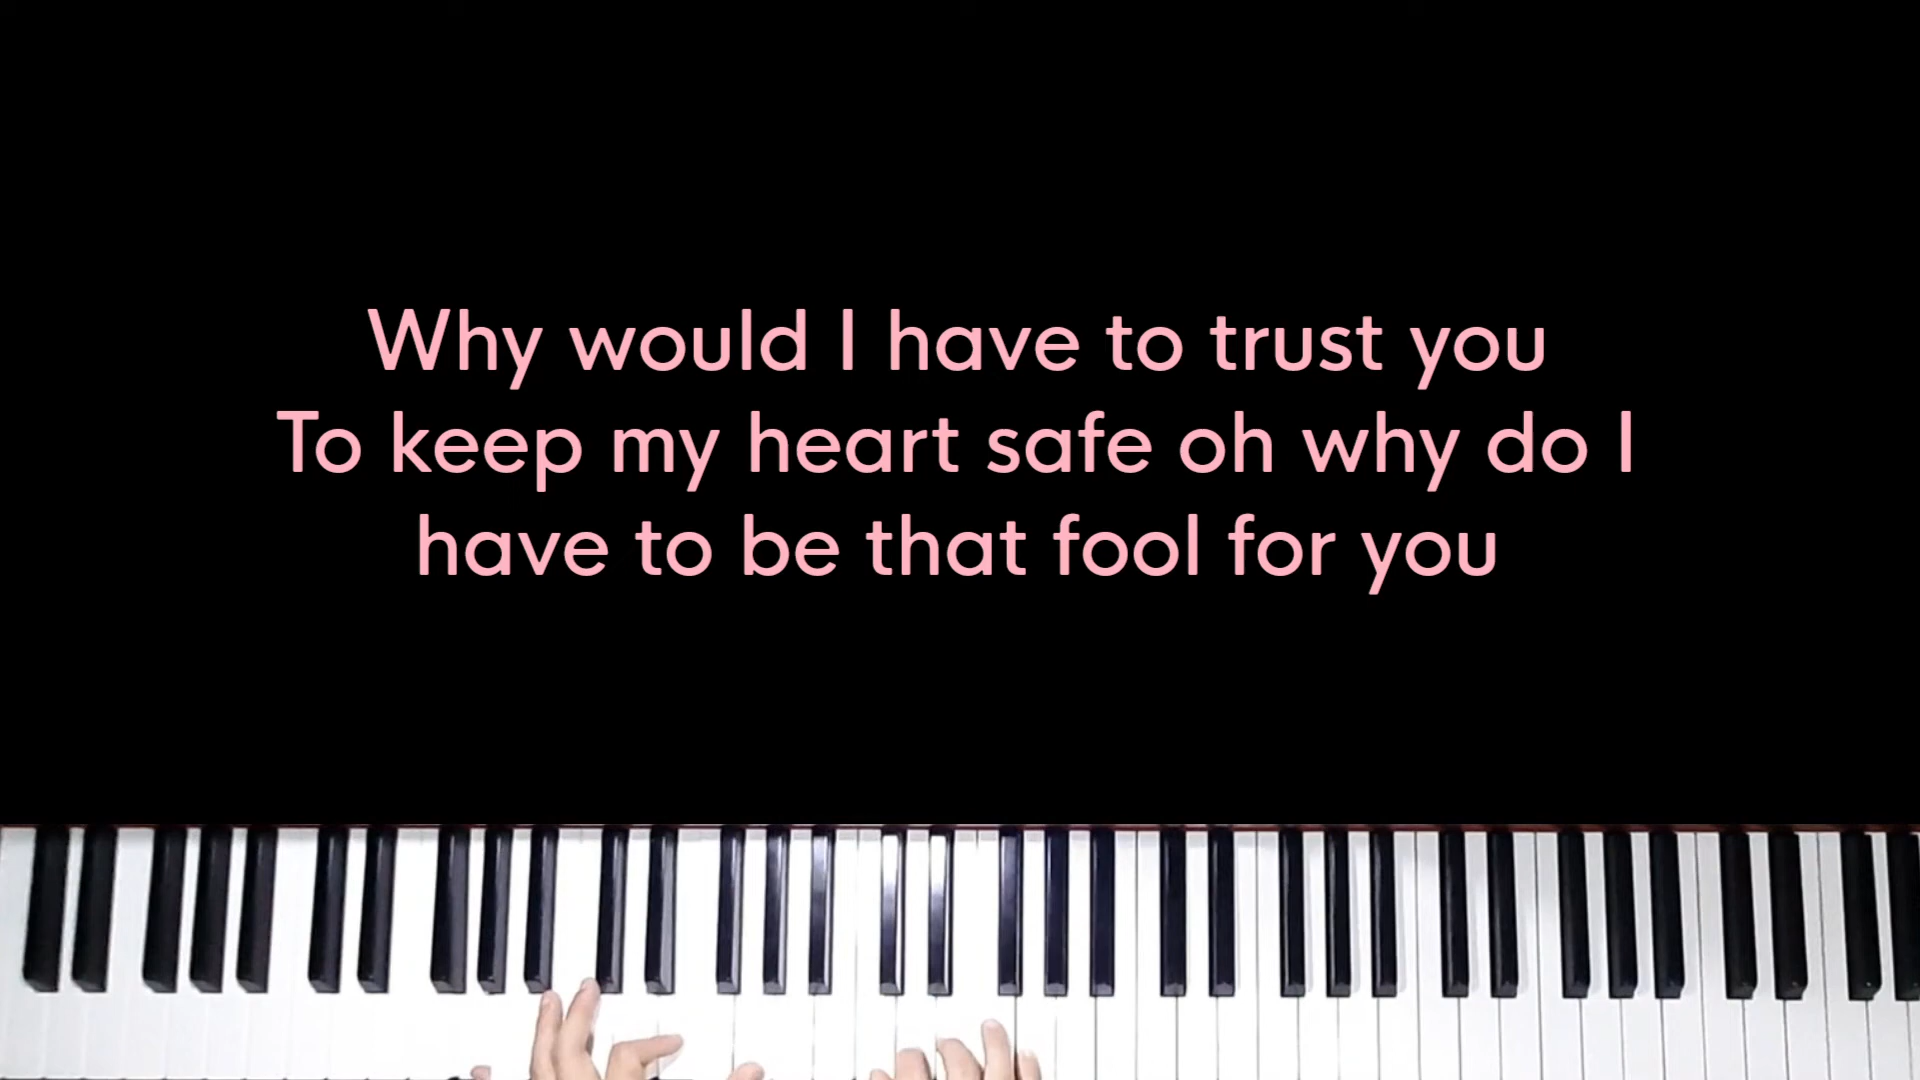 Why would I have to trust you
To keep my heart safe oh why do I
have to be that fool for you